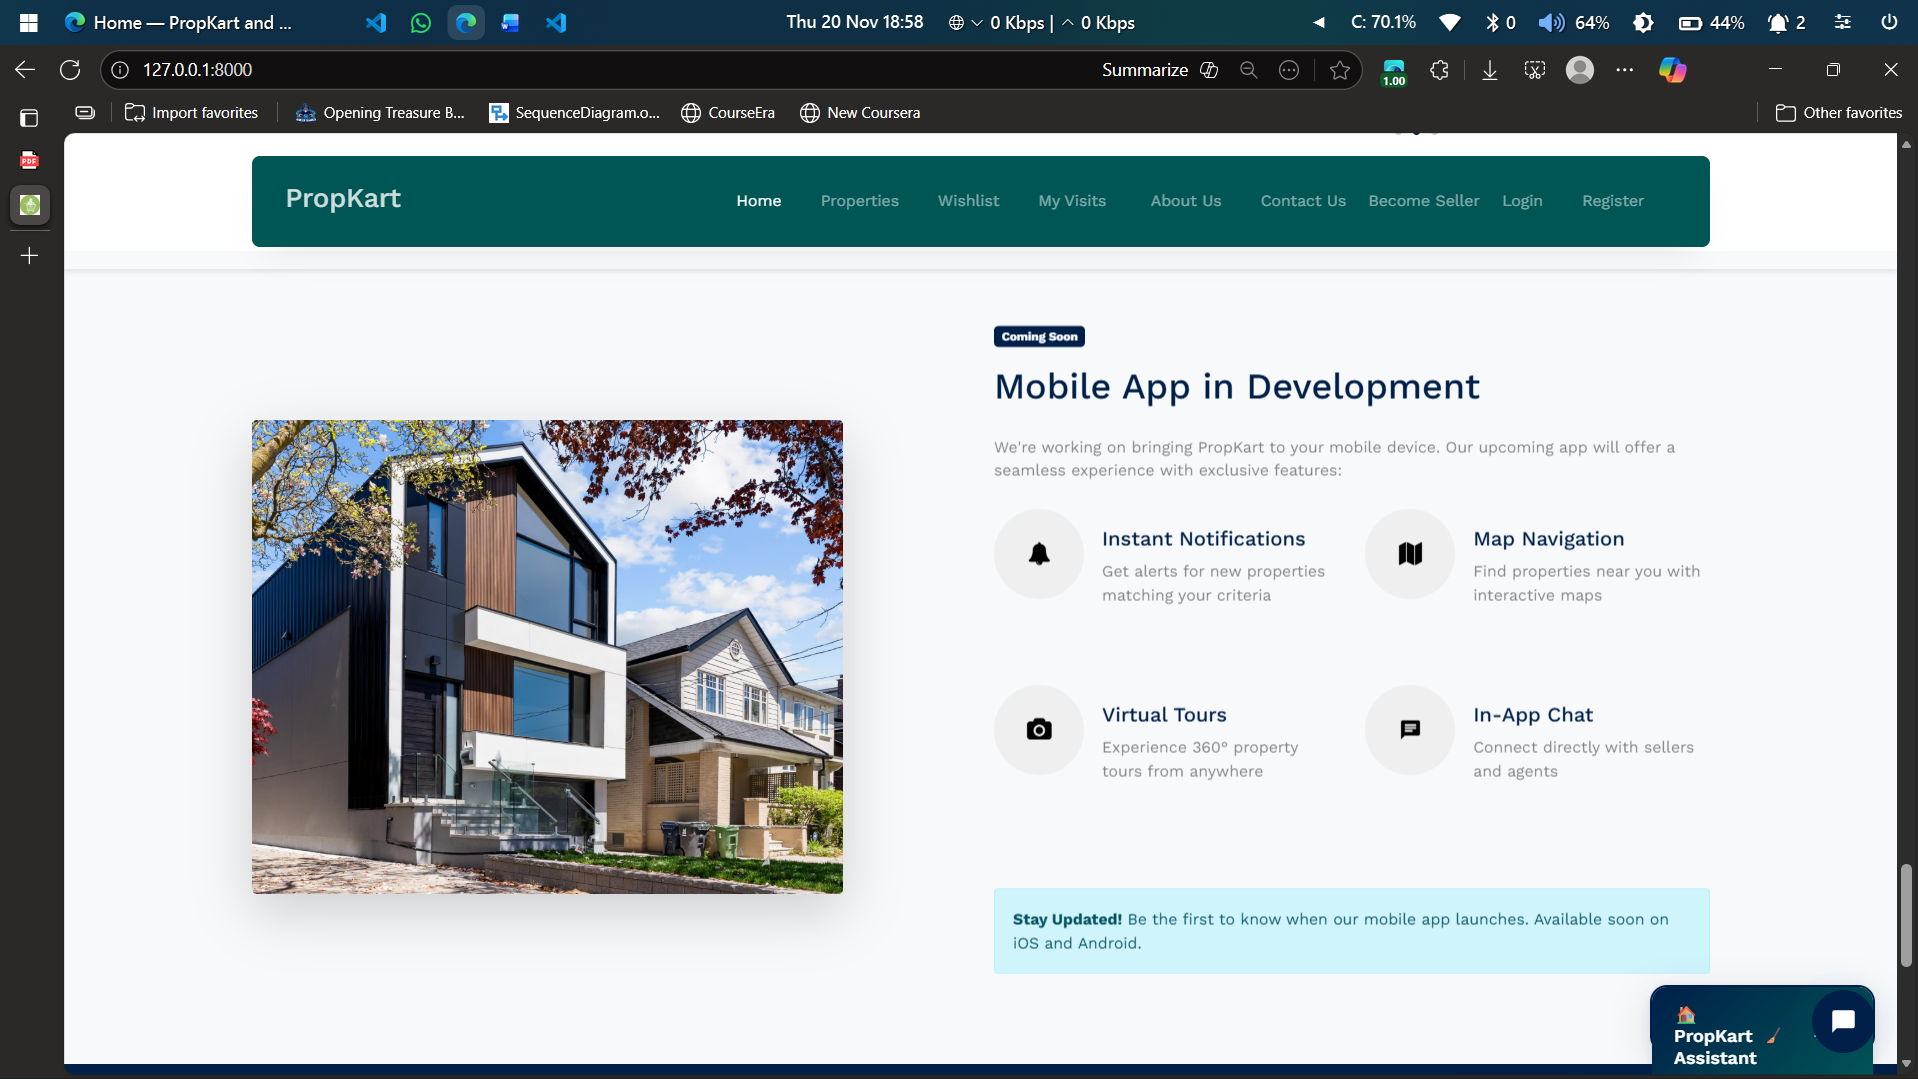 Home — PropKart and ...
Thu 20 Nov 18:58
0 Kbps | 0 Kbps
C: 70.1%
0
64%
44%
2
127.0.0.1:8000
Summarize
1.00
Import favorites
Opening Treasure B...
SequenceDiagram.o...
CourseEra
New Coursera
Other favorites
PDF
PropKart
Home
Properties
Wishlist
My Visits
About Us
Contact Us
Become Seller
Login
Register
Coming Soon
Mobile App in Development
We're working on bringing PropKart to your mobile device. Our upcoming app will offer a
seamless experience with exclusive features:
Instant Notifications
Get alerts for new properties
matching your criteria
Map Navigation
Find properties near you with
interactive maps
Virtual Tours
Experience 360° property
tours from anywhere
In-App Chat
Connect directly with sellers
and agents
Stay Updated! Be the first to know when our mobile app launches. Available soon on
iOS and Android.
PropKart
Assistant